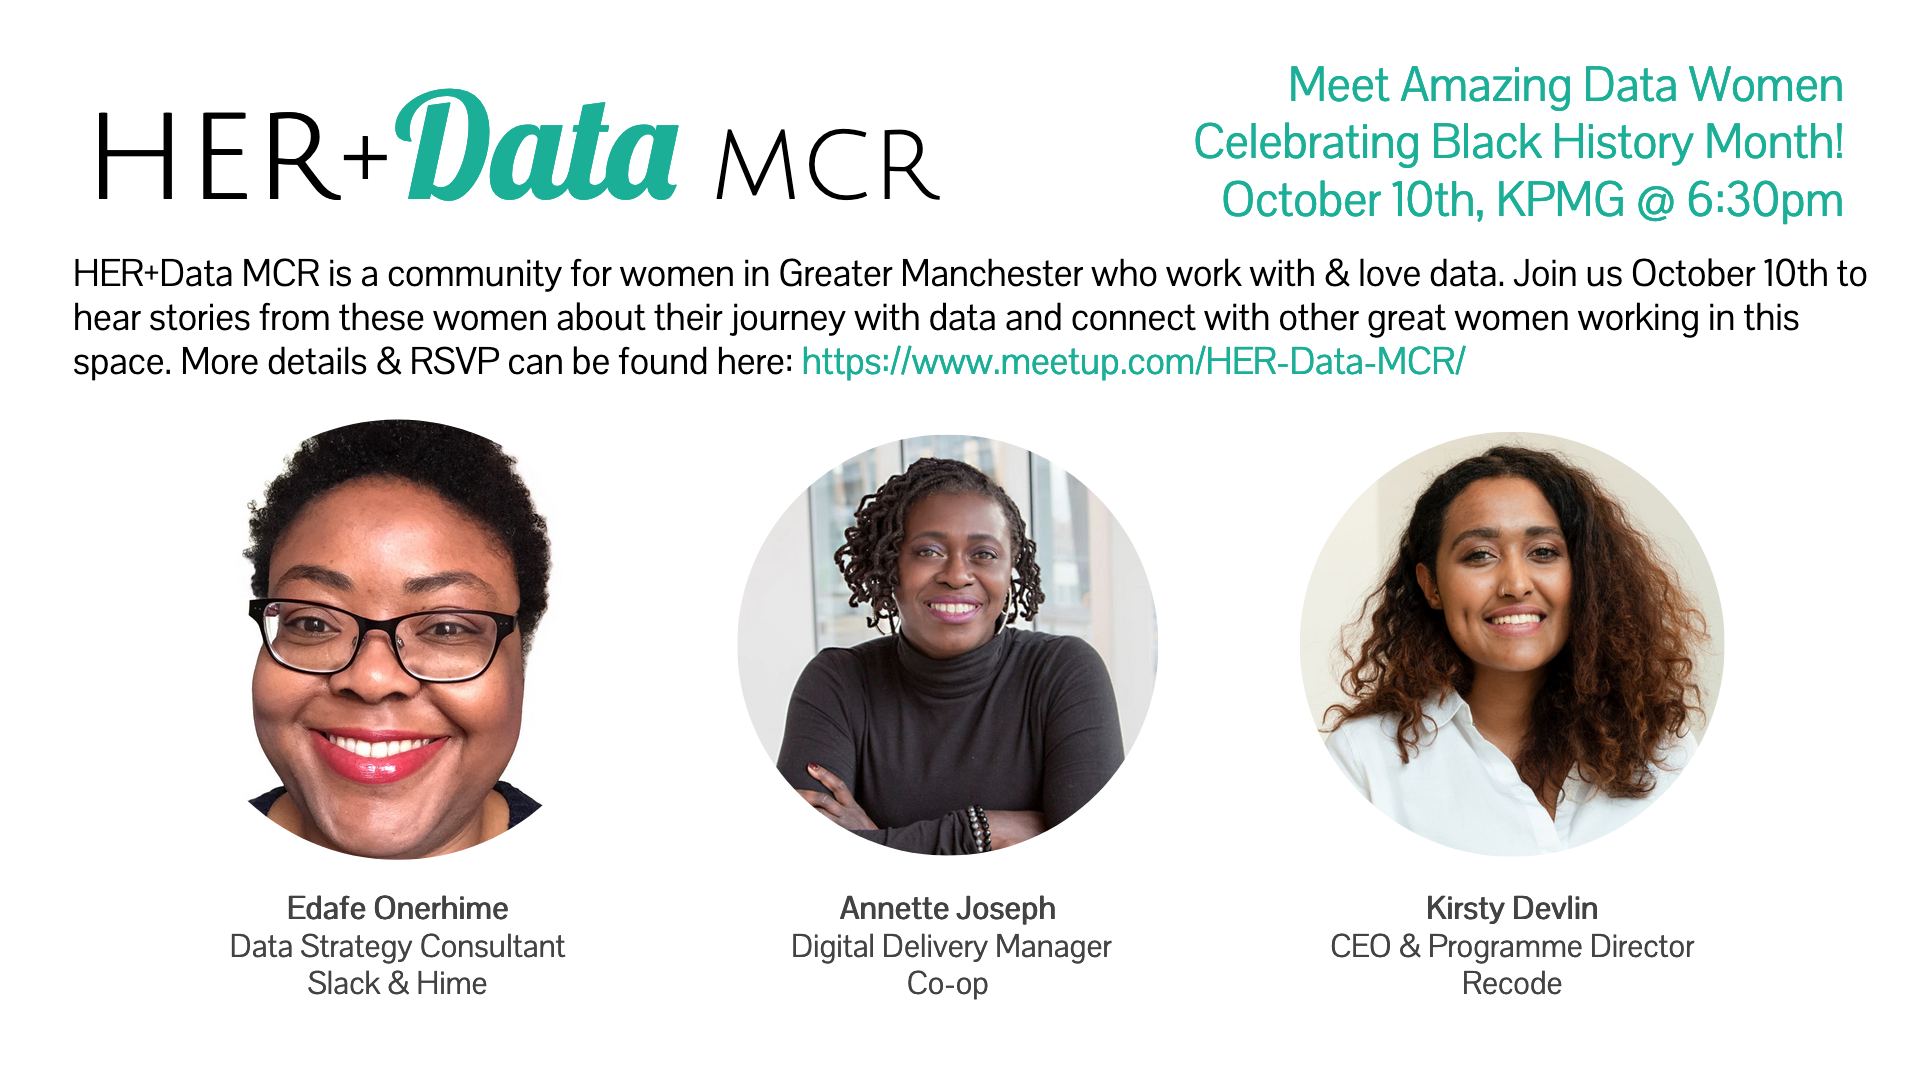 HER+Data MCR
Meet Amazing Data Women
Celebrating Black History Month!
October 10th, KPMG @ 6:30pm
HER+Data MCR is a community for women in Greater Manchester who work with & love data. Join us October 10th to
hear stories from these women about their journey with data and connect with other great women working in this
space. More details & RSVP can be found here: https://www.meetup.com/HER-Data-MCR/
Edafe Onerhime
Data Strategy Consultant
Slack & Hime
Annette Joseph
Digital Delivery Manager
Co-op
Kirsty Devlin
CEO & Programme Director
Recode